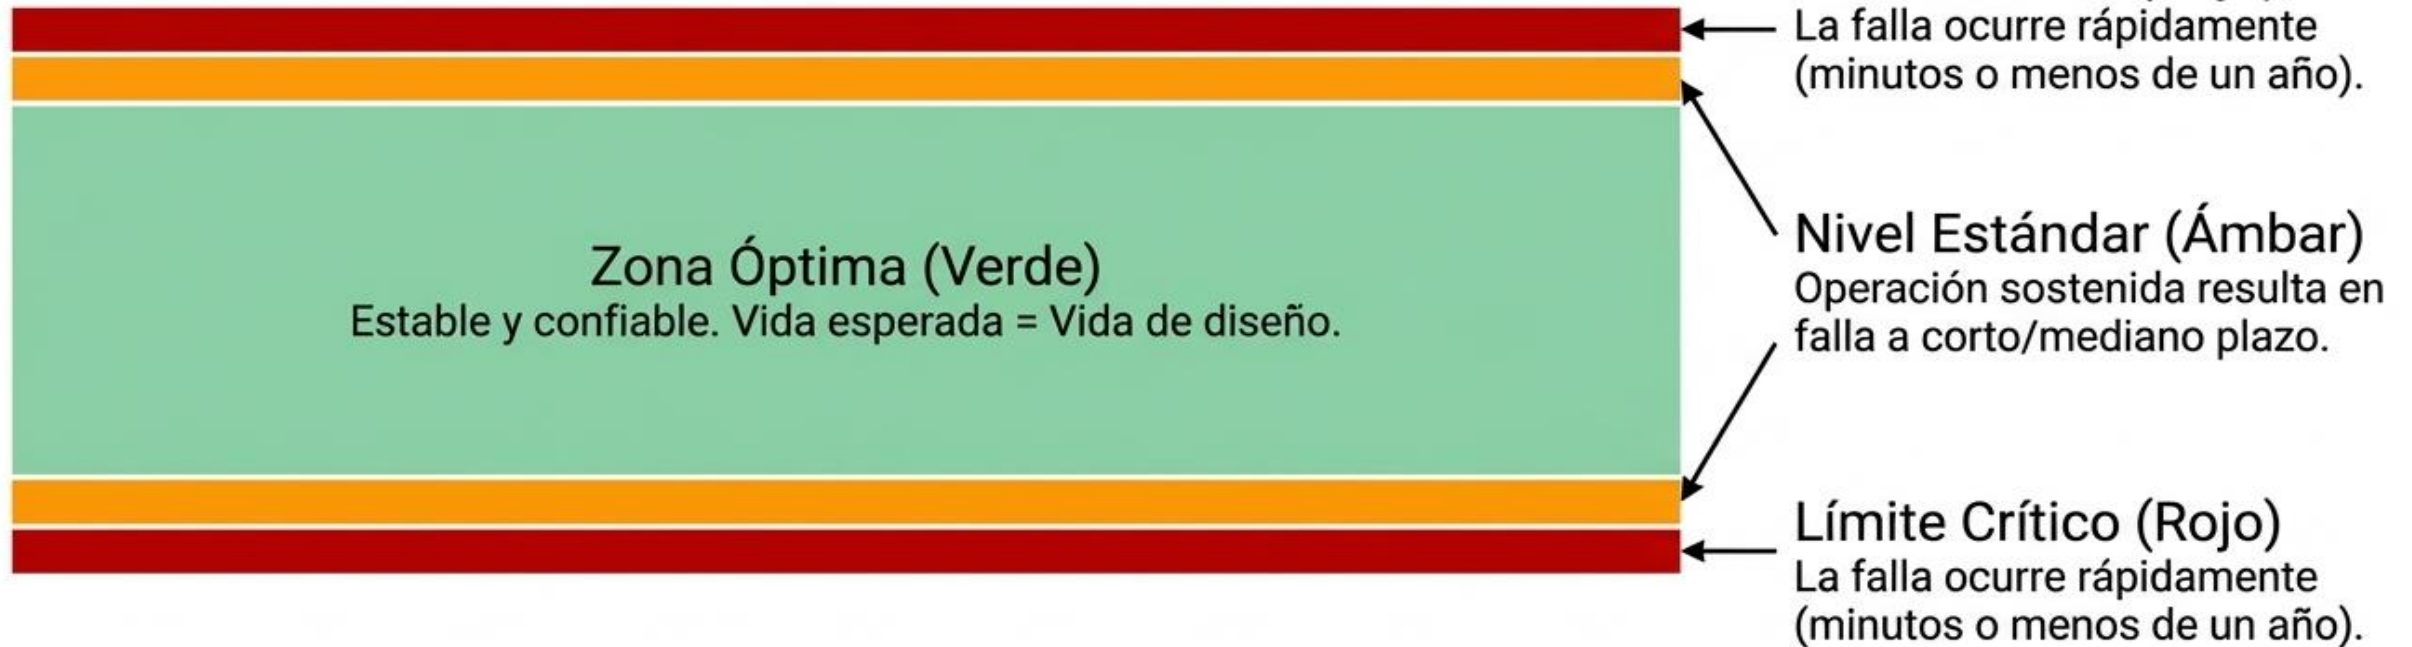 La falla ocurre rápidamente
(minutos o menos de un año).
Zona Óptima (Verde)
Estable y confiable. Vida esperada = Vida de diseño.
Nivel Estándar (Ámbar)
Operación sostenida resulta en
falla a corto/mediano plazo.
Límite Crítico (Rojo)
La falla ocurre rápidamente
(minutos o menos de un año).